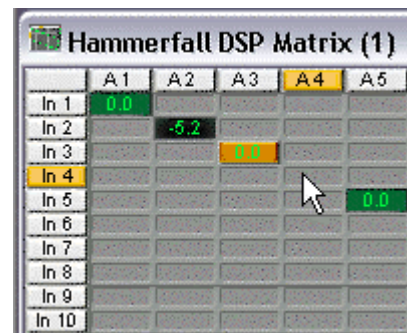 Hammerfall DSP Matrix (1)
A 1 A 2 A 3 A 4 A 5
In 1 0.0
In 2 -5.2
In 3 0.0
In 4
In 5 0.0
In 6
In 7
In 8
In 9
In 10